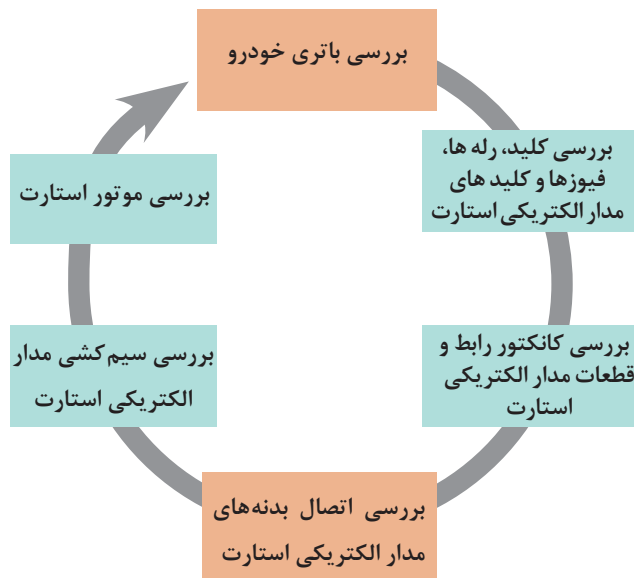 بررسی باتری خودرو
بررسی کلید، رله ها،
فیوزها و کلید های
مدار الکتریکی استارت
بررسی کانکتور رابط و
قطعات مدار الکتریکی
استارت
بررسی اتصال بدنه‌های
مدار الکتریکی استارت
بررسی سیم کشی مدار
الکتریکی استارت
بررسی موتور استارت